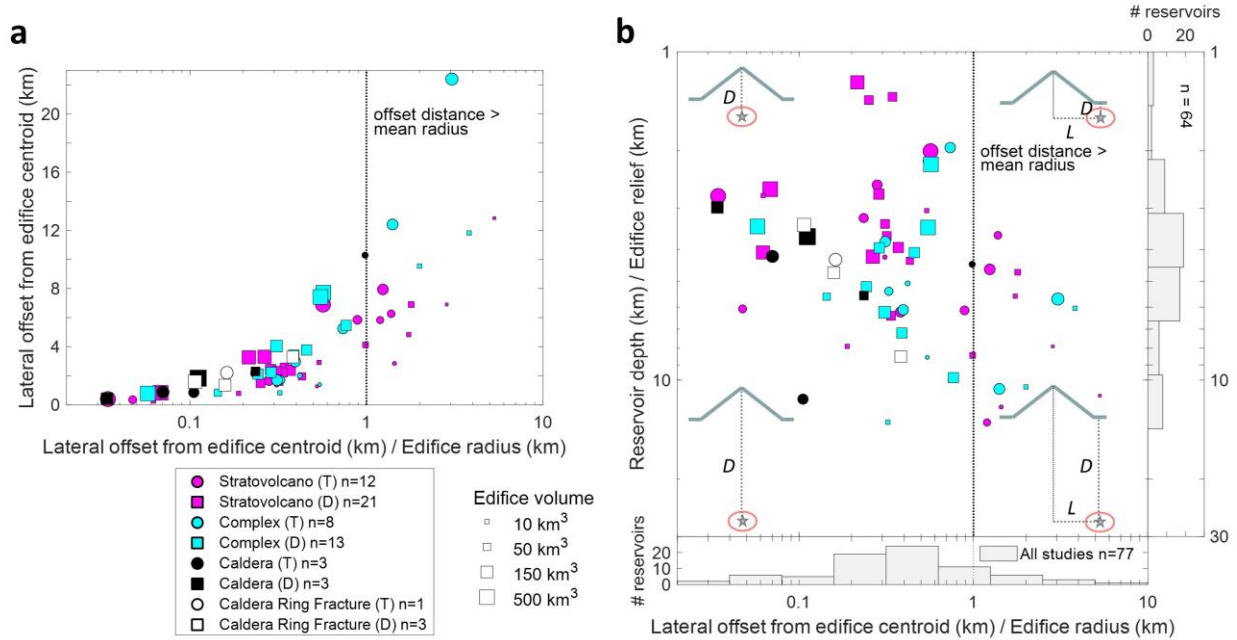 a
Lateral offset from edifice centroid (km)
22
20
16
12
8
4
2
0
offset distance >
mean radius
0.1
1
10
Lateral offset from edifice centroid (km) / Edifice radius (km)
Stratovolcano (T) n=12
Stratovolcano (D) n=21
Complex (T) n=8
Complex (D) n=13
Caldera (T) n=3
Caldera (D) n=3
Caldera Ring Fracture (T) n=1
Caldera Ring Fracture (D) n=3
Edifice volume
10 km³
50 km³
150 km³
500 km³
b
# reservoirs
0 20
Reservoir depth (km) / Edifice relief (km)
1
10
D
D
L
offset distance >
mean radius
D
D
L
1
10
30
n = 64
# reservoirs
20
10
0
All studies n=77
0.1
1
10
Lateral offset from edifice centroid (km) / Edifice radius (km)